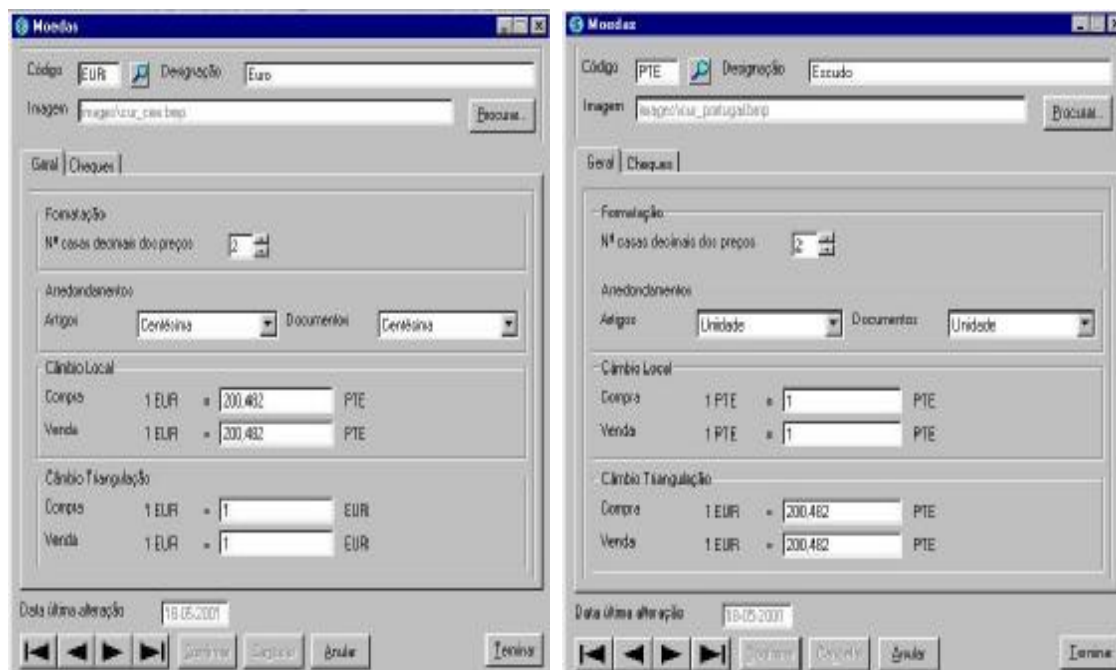 Moedas
Código EUR Designação Euro
Imagem
Procurar...
Geral Cheques
Formatação
Nº casas decimais dos preços 2
Arredondamentos
Artigos Centésima Documentos Centésima
Câmbio Local
Compra 1 EUR = 200,482 PTE
Venda 1 EUR = 200,482 PTE
Câmbio Triangulação
Compra 1 EUR = 1 EUR
Venda 1 EUR = 1 EUR
Data última alteração 18-05-2001
Confirmar Cancelar Anular Terminar
Moedas
Código PTE Designação Escudo
Imagem
Procurar...
Geral Cheques
Formatação
Nº casas decimais dos preços 2
Arredondamentos
Artigos Unidade Documentos Unidade
Câmbio Local
Compra 1 PTE = 1 PTE
Venda 1 PTE = 1 PTE
Câmbio Triangulação
Compra 1 EUR = 200,482 PTE
Venda 1 EUR = 200,482 PTE
Data última alteração
Confirmar Cancelar Anular Terminar